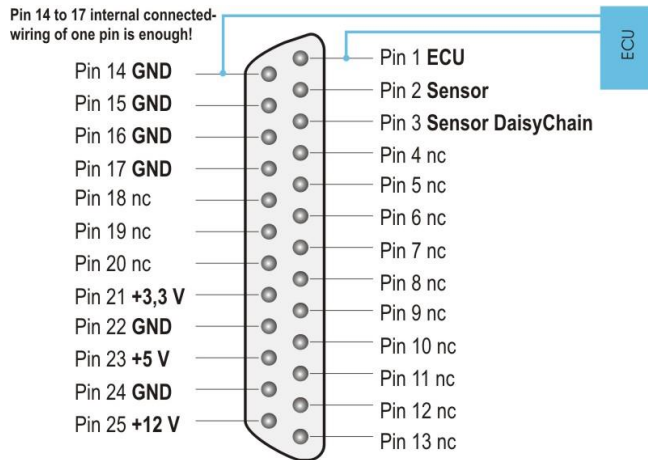 Pin 14 to 17 internal connected-
wiring of one pin is enough!
ECU
Pin 14 GND
Pin 15 GND
Pin 16 GND
Pin 17 GND
Pin 18 nc
Pin 19 nc
Pin 20 nc
Pin 21 +3,3 V
Pin 22 GND
Pin 23 +5 V
Pin 24 GND
Pin 25 +12 V
Pin 1 ECU
Pin 2 Sensor
Pin 3 Sensor DaisyChain
Pin 4 nc
Pin 5 nc
Pin 6 nc
Pin 7 nc
Pin 8 nc
Pin 9 nc
Pin 10 nc
Pin 11 nc
Pin 12 nc
Pin 13 nc